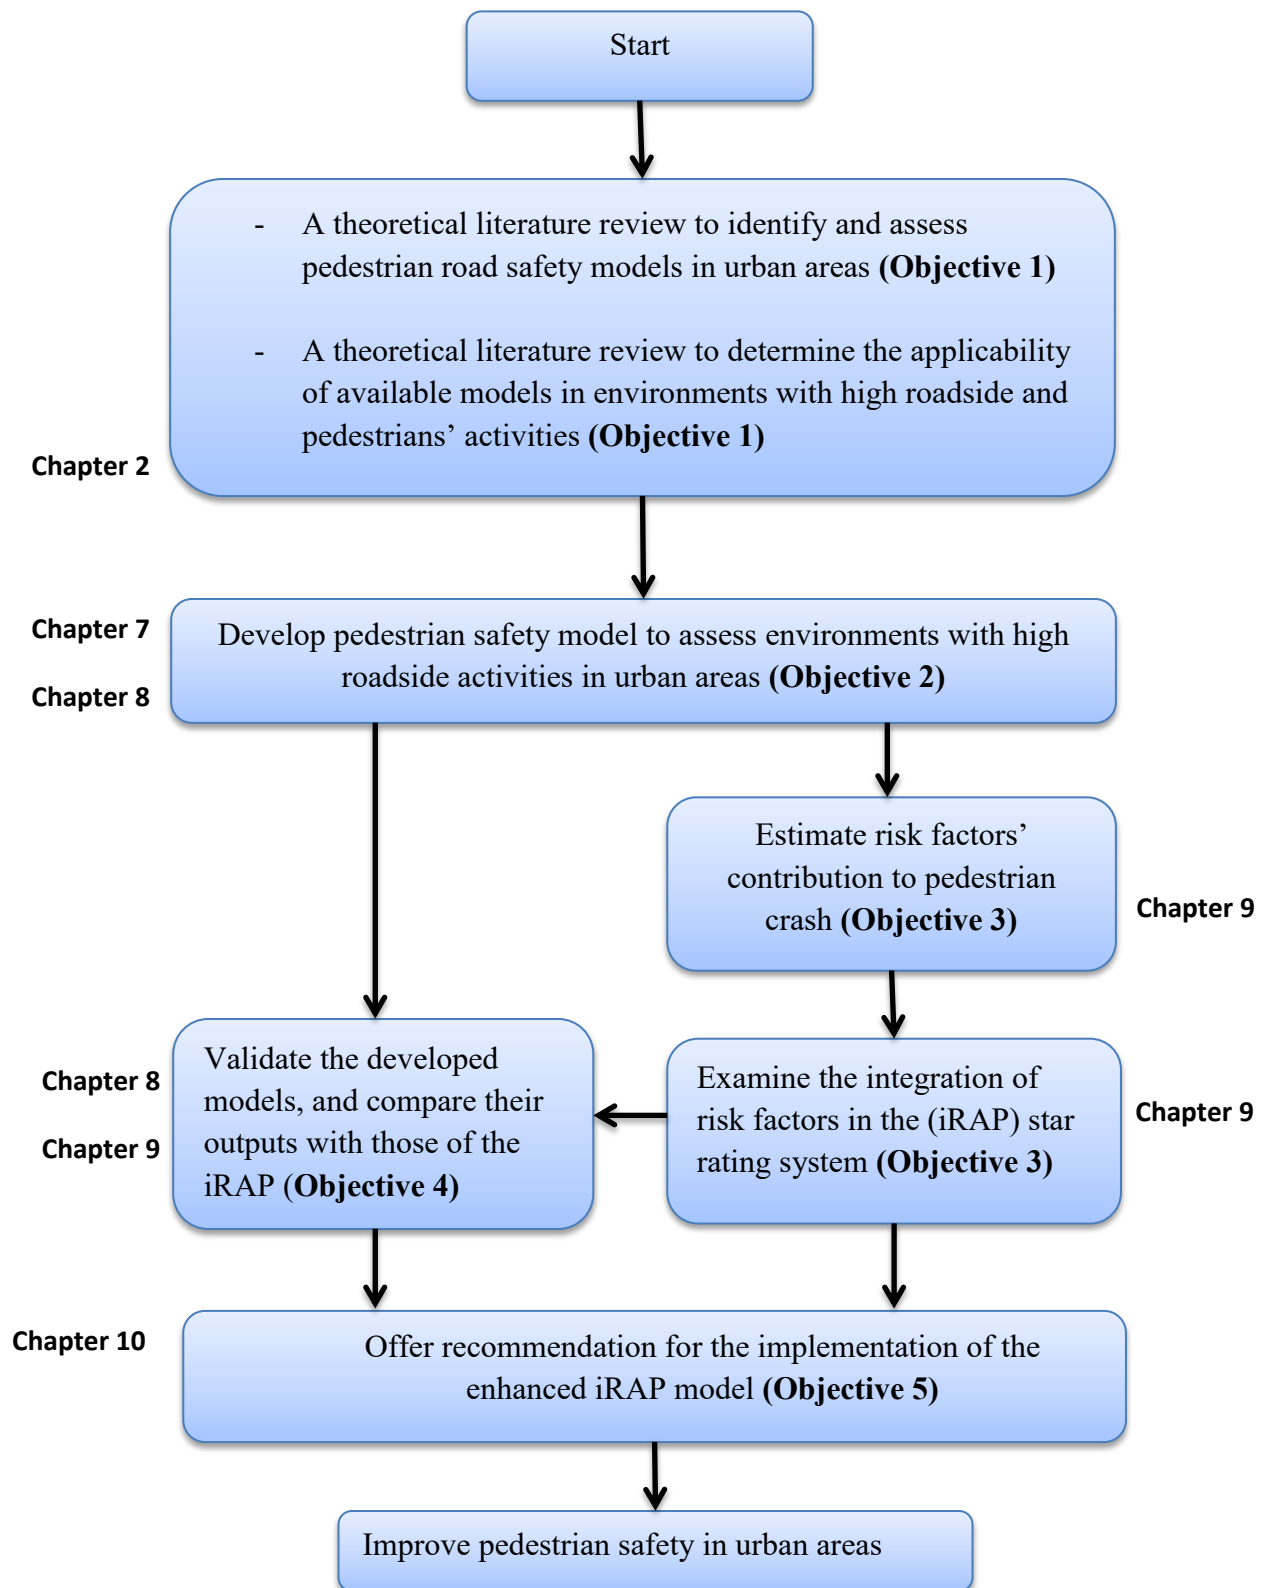 Start
- A theoretical literature review to identify and assess
pedestrian road safety models in urban areas (Objective 1)
- A theoretical literature review to determine the applicability
of available models in environments with high roadside and
pedestrians’ activities (Objective 1)
Chapter 2
Chapter 7
Chapter 8
Develop pedestrian safety model to assess environments with high
roadside activities in urban areas (Objective 2)
Estimate risk factors’
contribution to pedestrian
crash (Objective 3)
Chapter 9
Chapter 8
Chapter 9
Validate the developed
models, and compare their
outputs with those of the
iRAP (Objective 4)
Examine the integration of
risk factors in the (iRAP) star
rating system (Objective 3)
Chapter 9
Chapter 10
Offer recommendation for the implementation of the
enhanced iRAP model (Objective 5)
Improve pedestrian safety in urban areas